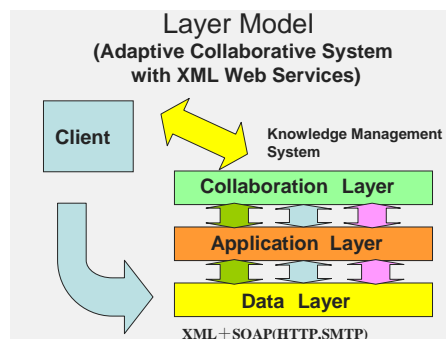 Layer Model
(Adaptive Collaborative System
with XML Web Services)
Client
Knowledge Management
System
Collaboration Layer
Application Layer
Data Layer
XML+SOAP(HTTP,SMTP)